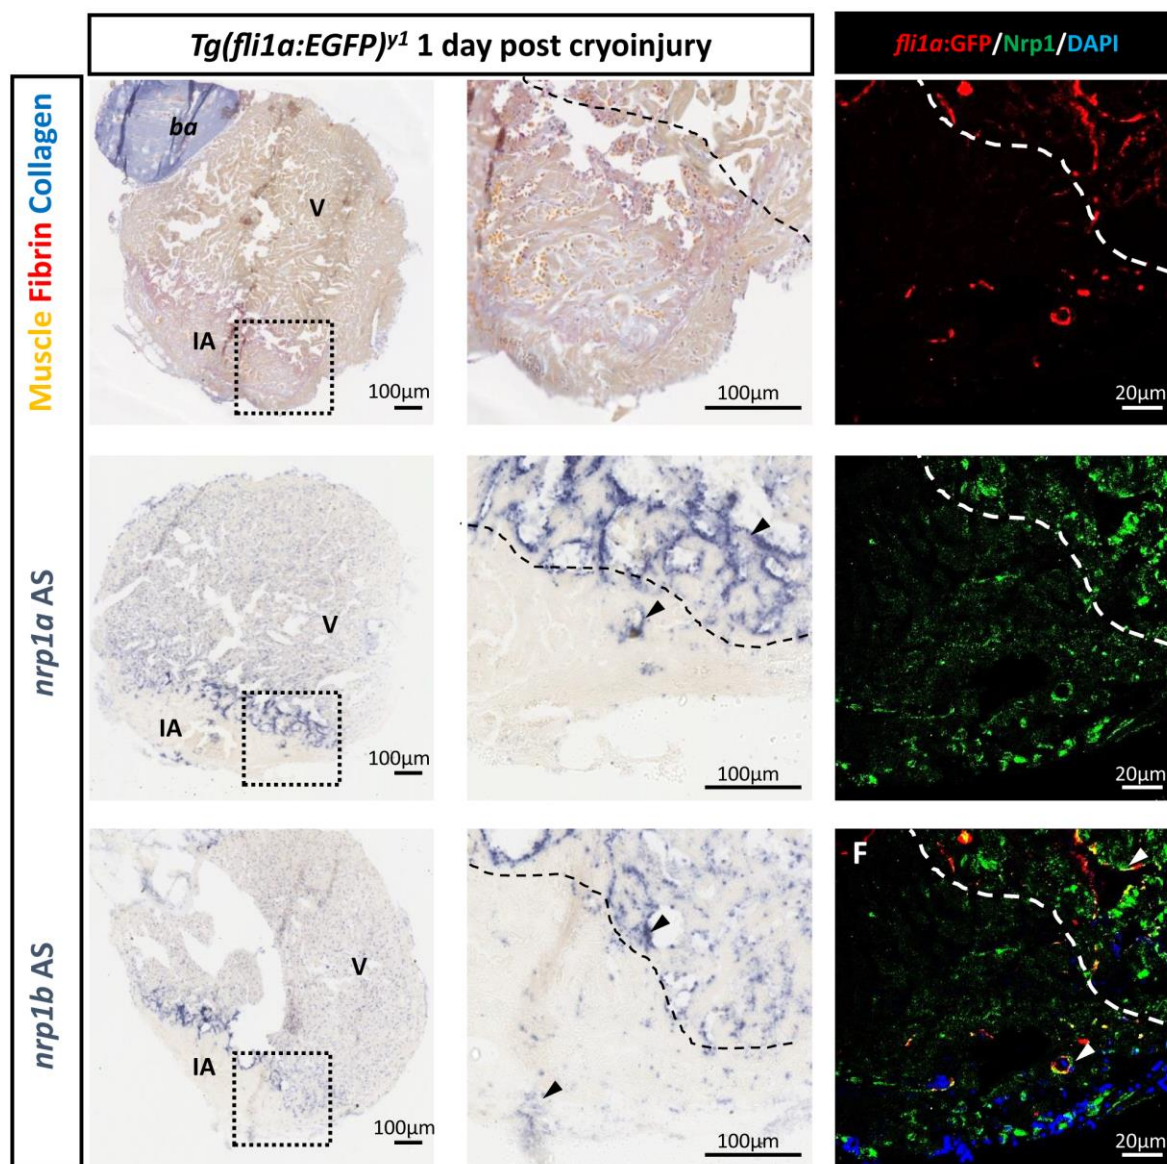 Tg(fli1a:EGFP)y1 1 day post cryoinjury
fli1a:GFP/Nrp1/DAPI
Muscle Fibrin Collagen
ba
V
IA
100µm
100µm
20µm
nrp1a AS
V
IA
100µm
100µm
20µm
nrp1b AS
V
IA
100µm
100µm
F
20µm